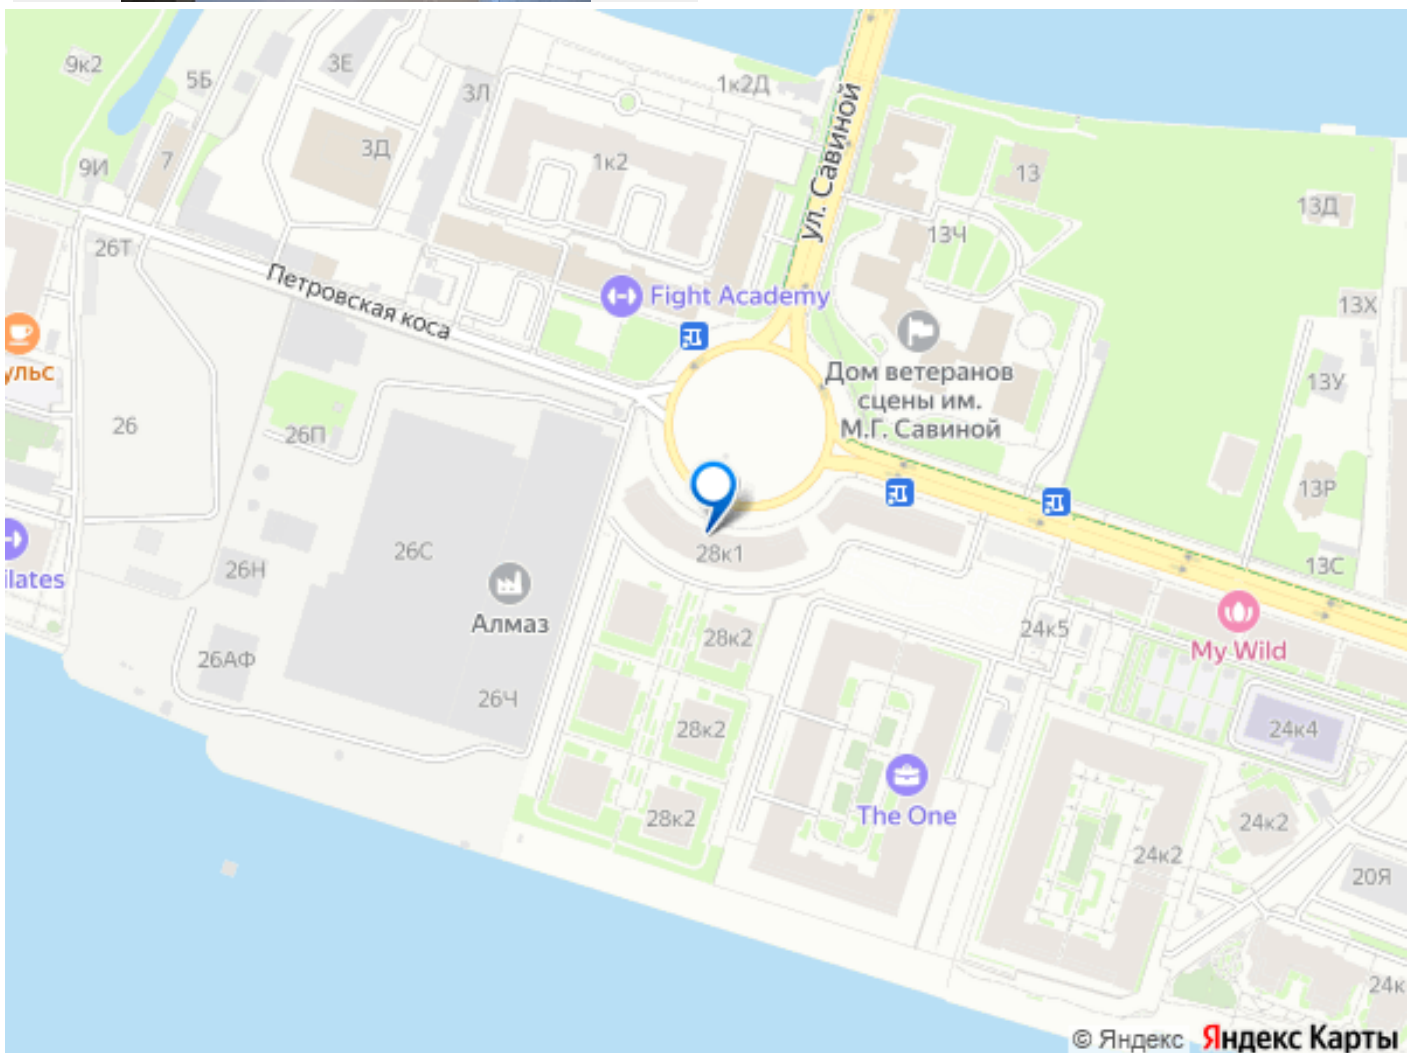 9к2
5Б
3Е
3Л
1к2Д
ул. Савиной
9И
7
3Д
1к2
13
13Д
26Т
13Ч
Петровская коса
Fight Academy
13Х
ульс
Дом ветеранов
сцены им.
М.Г. Савиной
13У
26
26П
13Р
26С
28к1
26Н
13С
ilates
Алмаз
28к2
24к5
My Wild
26АФ
26Ч
28к2
24к4
The One
28к2
24к2
24к2
20Я
24к
© Яндекс Яндекс Карты